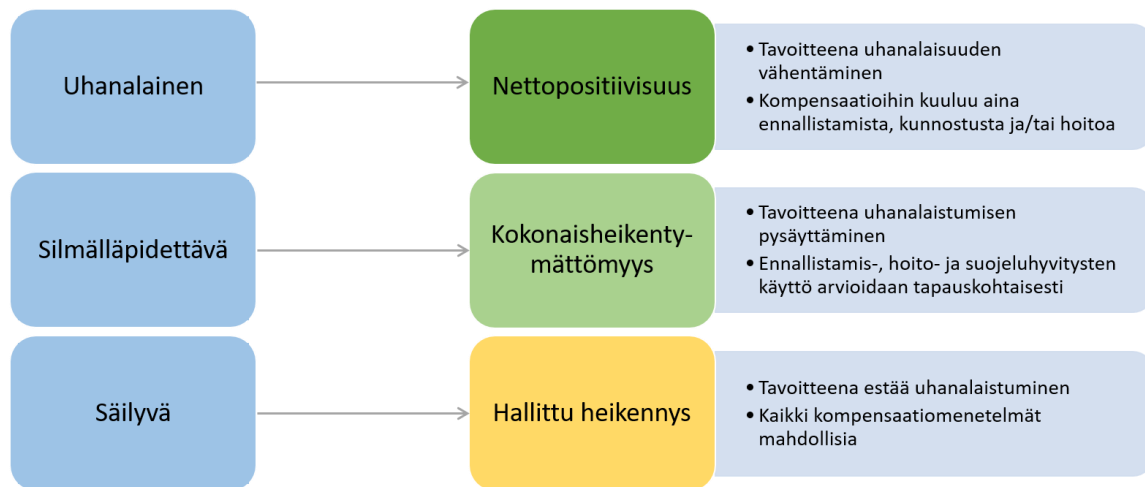 Uhanalainen
Nettopositiivisuus
• Tavoitteena uhanalaisuuden
vähentäminen
• Kompensaatioihin kuuluu aina
ennallistamista, kunnostusta ja/tai hoitoa
Silmälläpidettävä
Kokonaisheikenty-
mättömyys
• Tavoitteena uhanalaistumisen
pysäyttäminen
• Ennallistamis-, hoito- ja suojeluhyvitysten
käyttö arvioidaan tapauskohtaisesti
Säilyvä
Hallittu heikennys
• Tavoitteena estää uhanalaistuminen
• Kaikki kompensaatiomenetelmät
mahdollisia